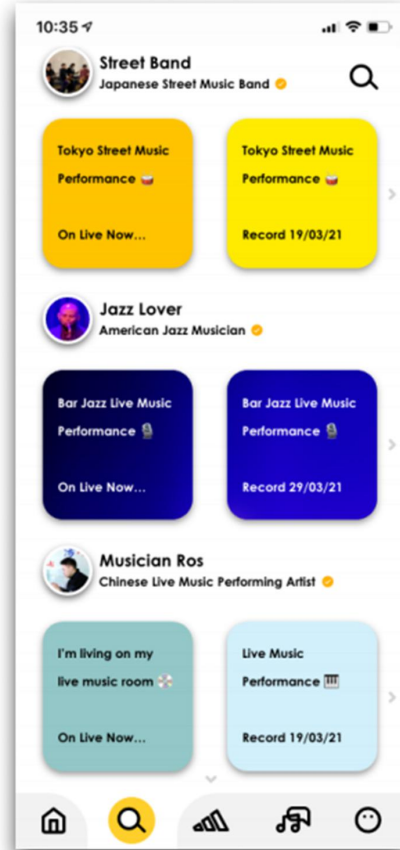 10:35
Street Band
Japanese Street Music Band
Tokyo Street Music
Performance 🥁
On Live Now...
Tokyo Street Music
Performance 🥁
Record 19/03/21
Jazz Lover
American Jazz Musician
Bar Jazz Live Music
Performance 🎙
On Live Now...
Bar Jazz Live Music
Performance 🎙
Record 29/03/21
Musician Ros
Chinese Live Music Performing Artist
I'm living on my
live music room 💿
On Live Now...
Live Music
Performance 🎹
Record 19/03/21